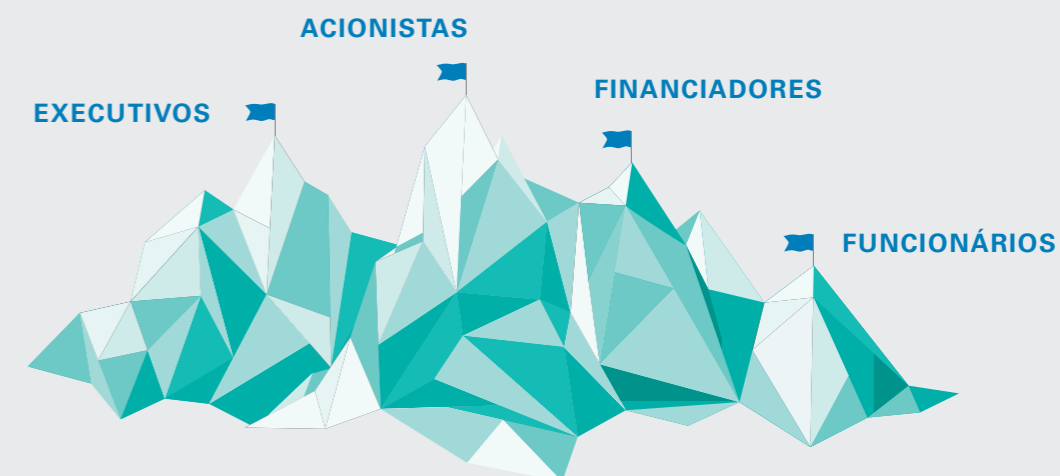 ACIONISTAS
FINANCIADORES
EXECUTIVOS
FUNCIONÁRIOS